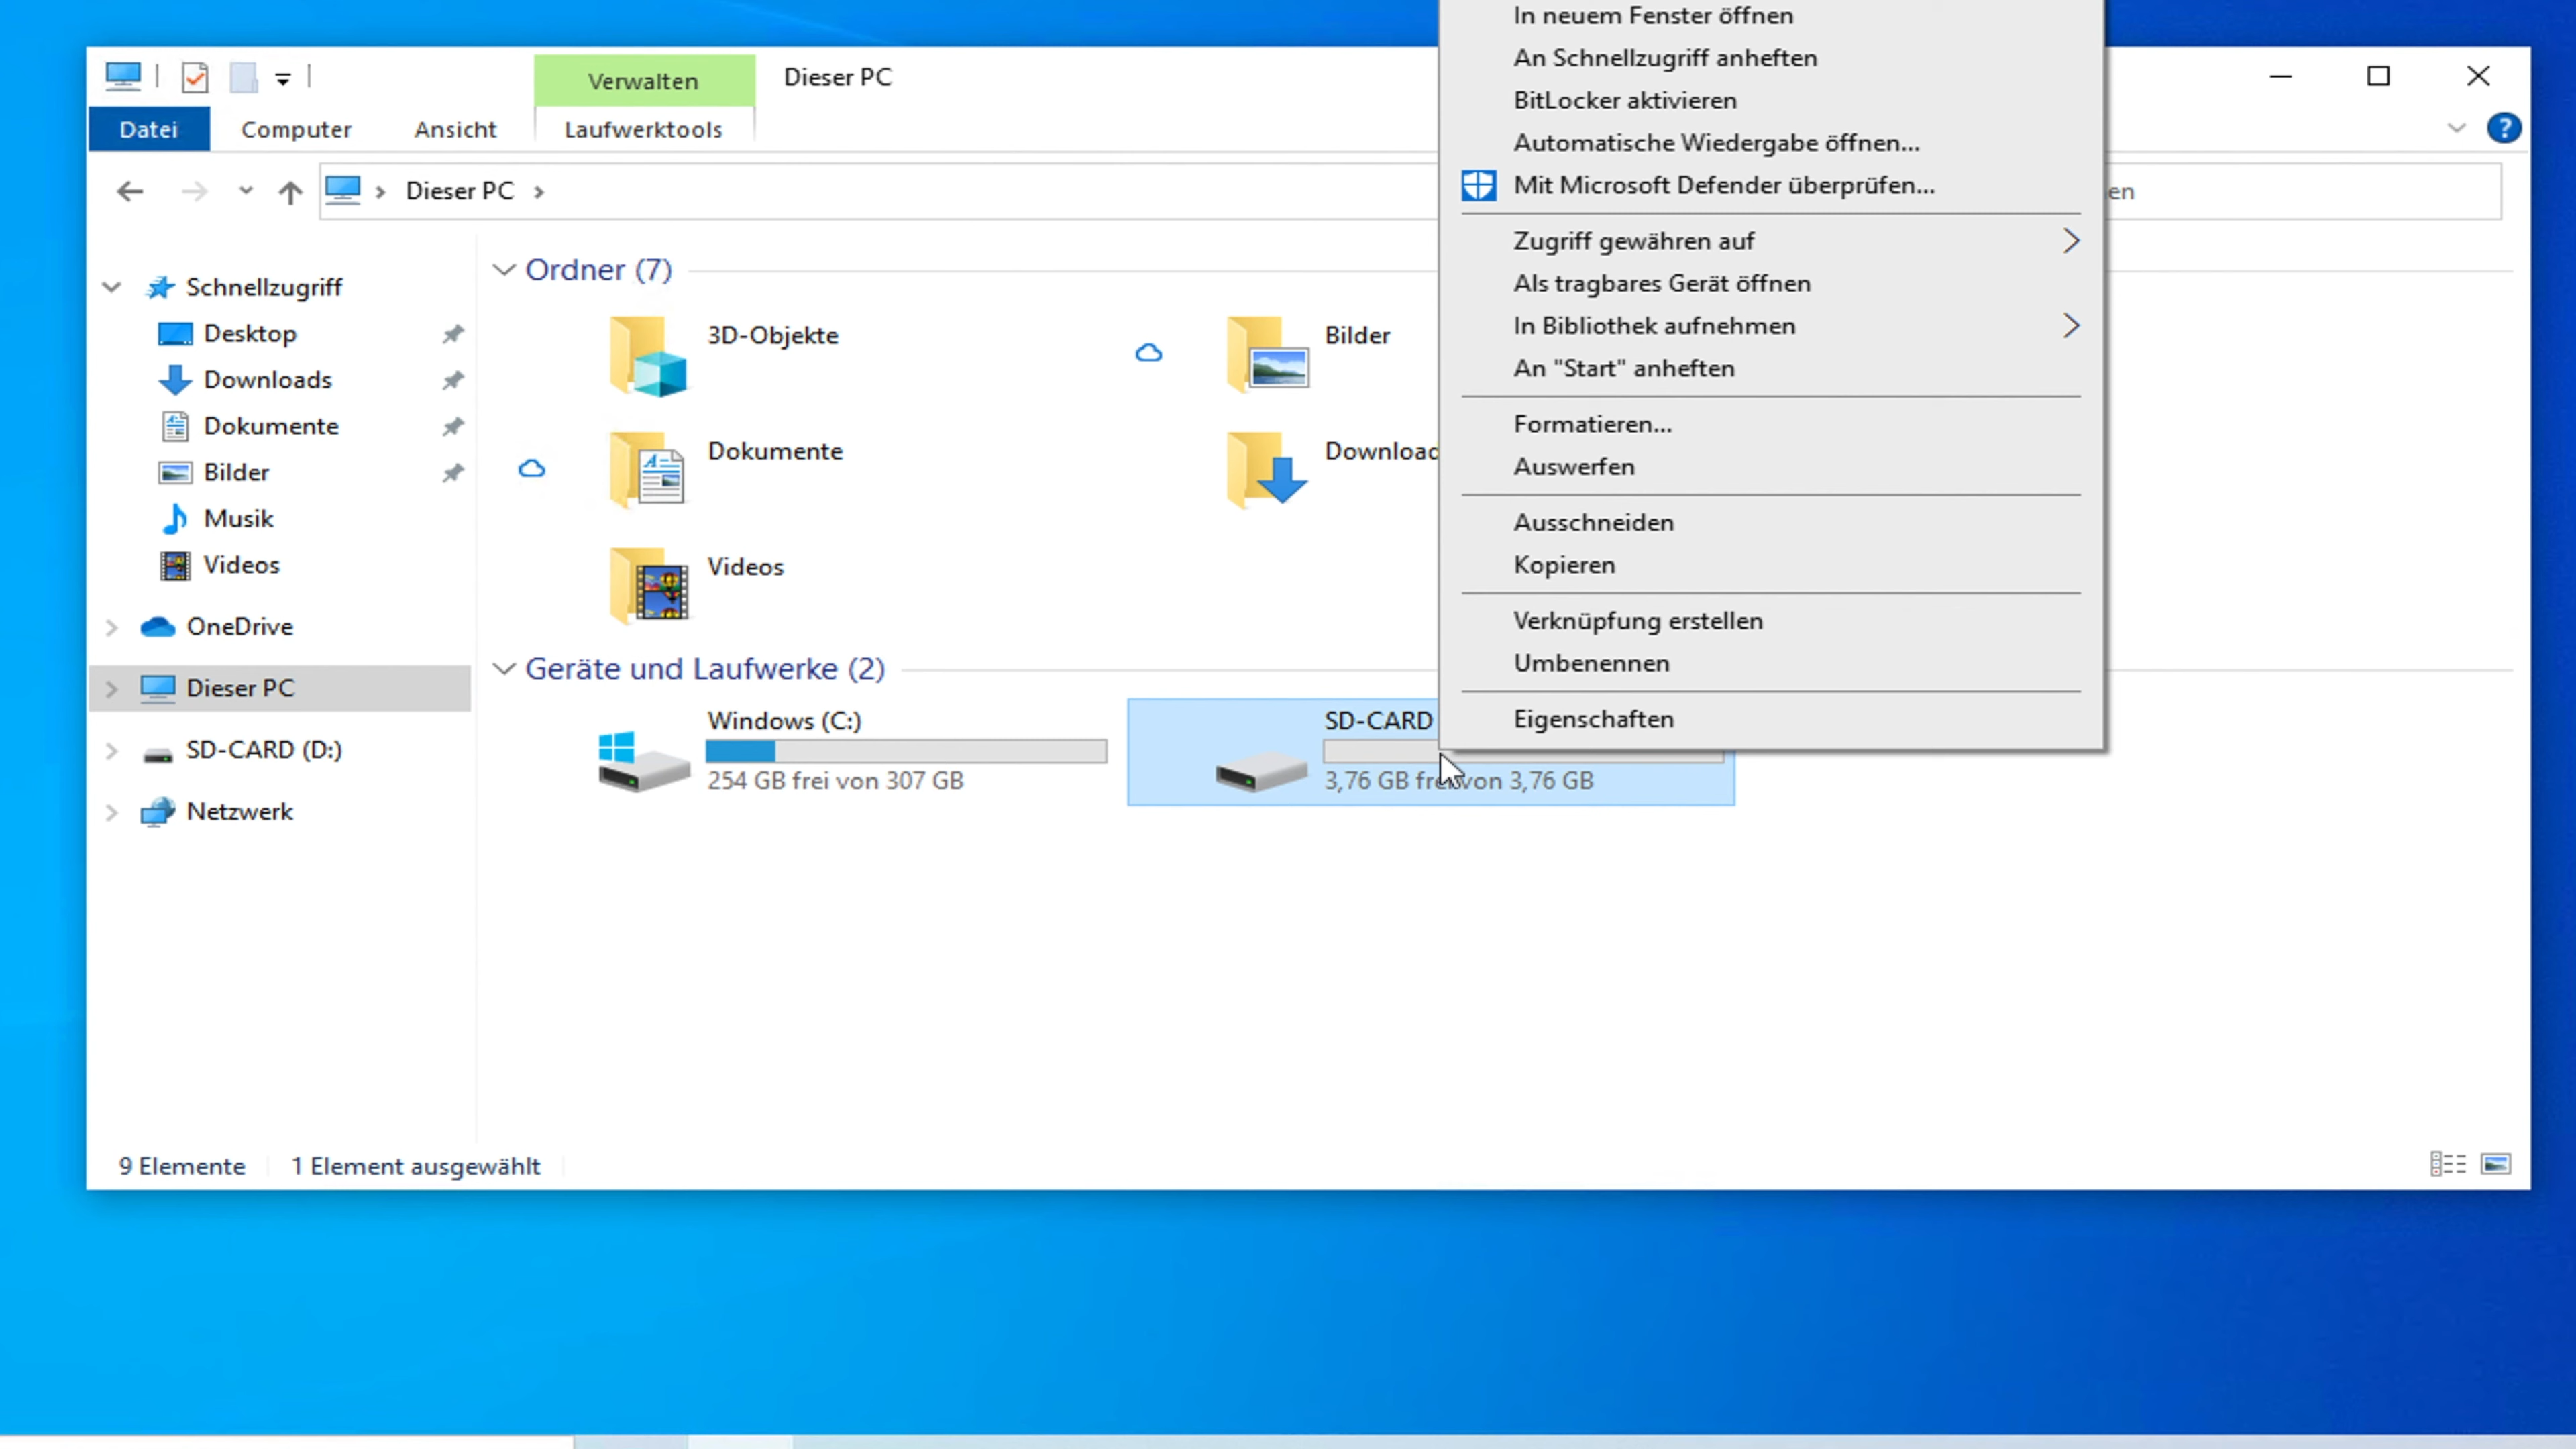 Verwalten
Dieser PC
Datei
Computer
Ansicht
Laufwerktools
Dieser PC
en
Schnellzugriff
Desktop
Downloads
Dokumente
Bilder
Musik
Videos
OneDrive
Dieser PC
SD-CARD (D:)
Netzwerk
Ordner (7)
3D-Objekte
Bilder
Dokumente
Download
Videos
Geräte und Laufwerke (2)
Windows (C:)
254 GB frei von 307 GB
SD-CARD
3,76 GB frei von 3,76 GB
In neuem Fenster öffnen
An Schnellzugriff anheften
BitLocker aktivieren
Automatische Wiedergabe öffnen...
Mit Microsoft Defender überprüfen...
Zugriff gewähren auf
Als tragbares Gerät öffnen
In Bibliothek aufnehmen
An "Start" anheften
Formatieren...
Auswerfen
Ausschneiden
Kopieren
Verknüpfung erstellen
Umbenennen
Eigenschaften
9 Elemente
1 Element ausgewählt